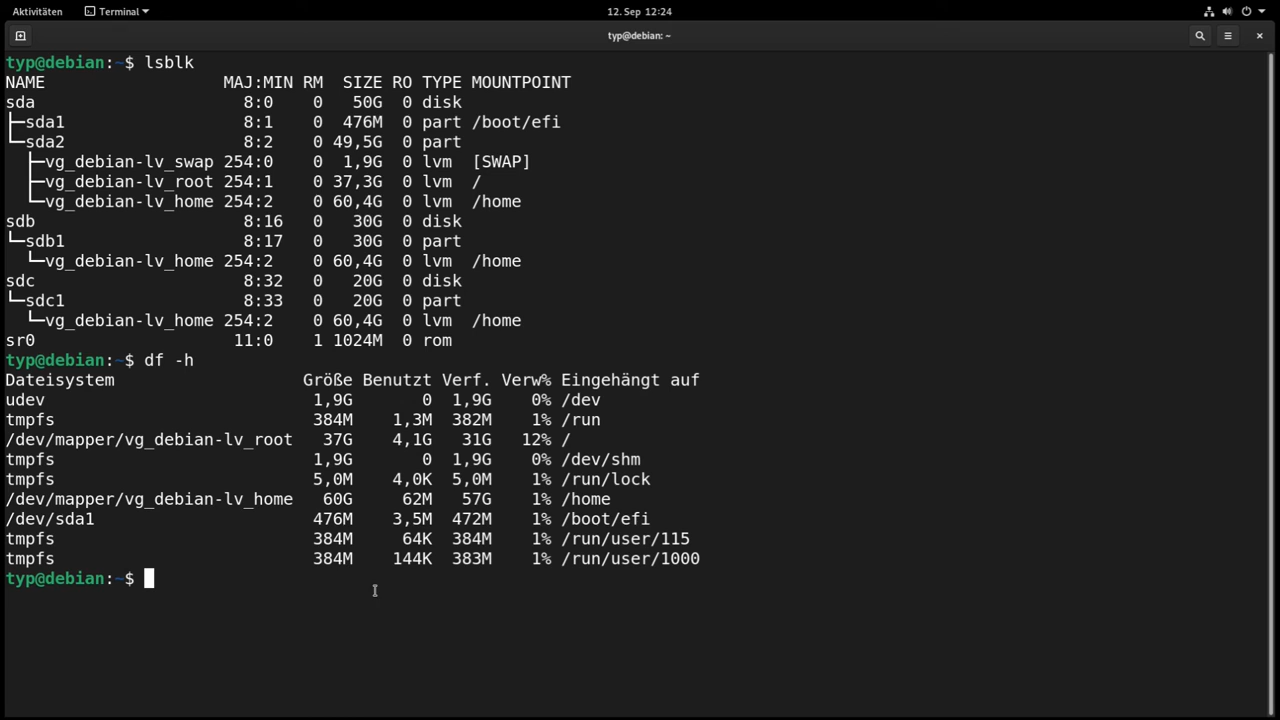 Aktivitäten
Terminal
12. Sep 12:24
typ@debian: ~
typ@debian:~$ lsblk
NAME                  MAJ:MIN RM  SIZE RO TYPE MOUNTPOINT
sda                     8:0    0   50G  0 disk
├─sda1                  8:1    0  476M  0 part /boot/efi
└─sda2                  8:2    0 49,5G  0 part
  ├─vg_debian-lv_swap 254:0    0  1,9G  0 lvm  [SWAP]
  ├─vg_debian-lv_root 254:1    0 37,3G  0 lvm  /
  └─vg_debian-lv_home 254:2    0 60,4G  0 lvm  /home
sdb                     8:16   0   30G  0 disk
└─sdb1                  8:17   0   30G  0 part
  └─vg_debian-lv_home 254:2    0 60,4G  0 lvm  /home
sdc                     8:32   0   20G  0 disk
└─sdc1                  8:33   0   20G  0 part
  └─vg_debian-lv_home 254:2    0 60,4G  0 lvm  /home
sr0                    11:0    1 1024M  0 rom
typ@debian:~$ df -h
Dateisystem                   Größe Benutzt Verf. Verw% Eingehängt auf
udev                           1,9G       0  1,9G    0% /dev
tmpfs                          384M    1,3M  382M    1% /run
/dev/mapper/vg_debian-lv_root   37G    4,1G   31G   12% /
tmpfs                          1,9G       0  1,9G    0% /dev/shm
tmpfs                          5,0M    4,0K  5,0M    1% /run/lock
/dev/mapper/vg_debian-lv_home   60G     62M   57G    1% /home
/dev/sda1                      476M    3,5M  472M    1% /boot/efi
tmpfs                          384M     64K  384M    1% /run/user/115
tmpfs                          384M    144K  383M    1% /run/user/1000
typ@debian:~$